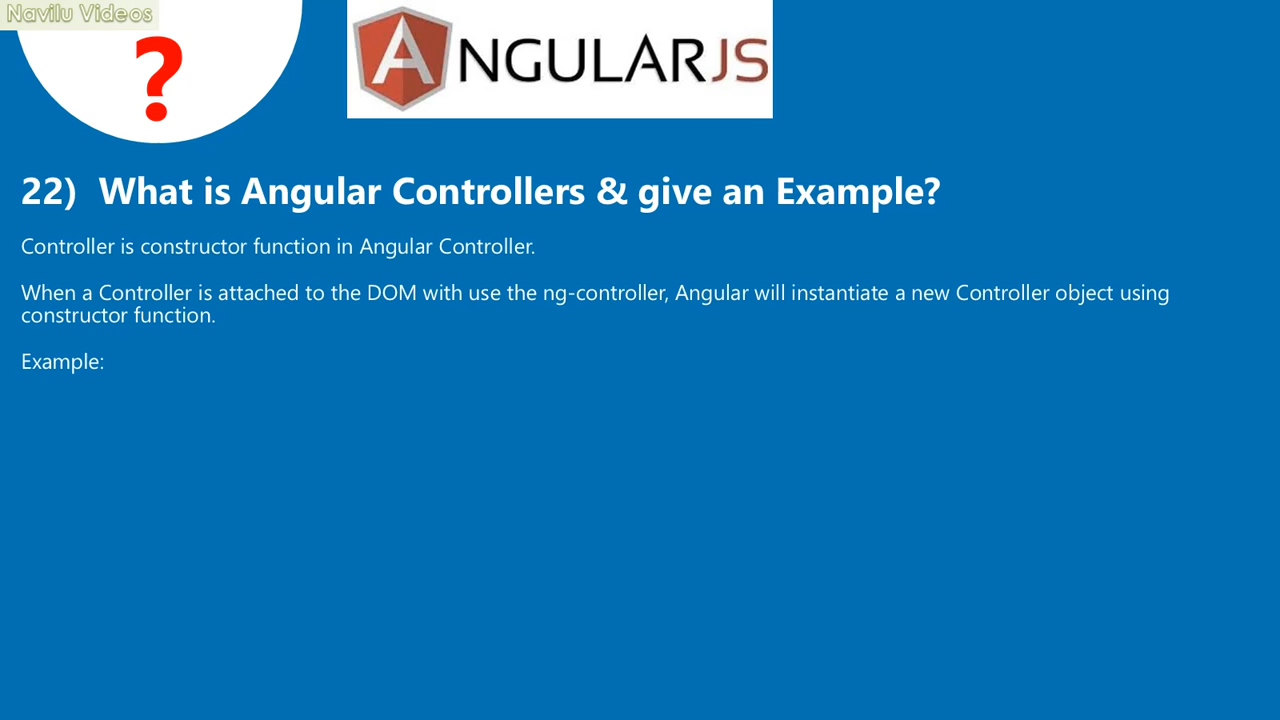 Navilu Videos
?
ANGULARJS
22) What is Angular Controllers & give an Example?
Controller is constructor function in Angular Controller.
When a Controller is attached to the DOM with use the ng-controller, Angular will instantiate a new Controller object using
constructor function.
Example: